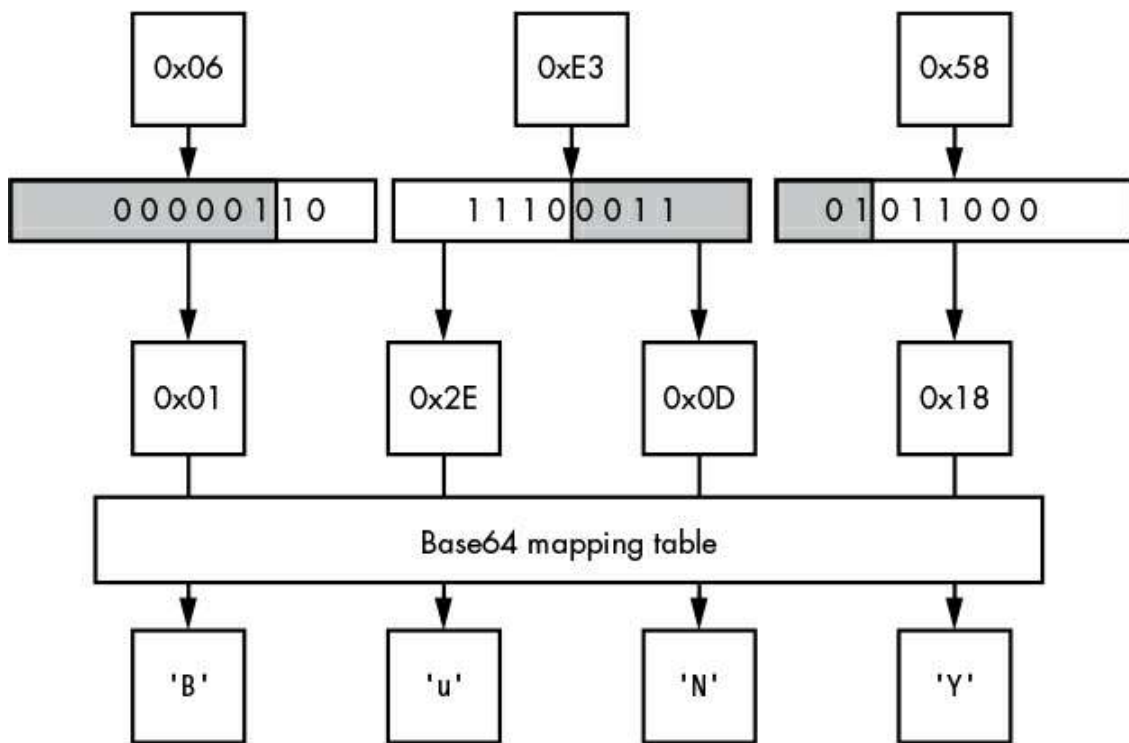 0x06 0xE3 0x58
0 0 0 0 0 1 1 0 1 1 1 0 0 0 1 1 0 1 0 1 1 0 0 0
0x01 0x2E 0x0D 0x18
Base64 mapping table
'B' 'u' 'N' 'Y'